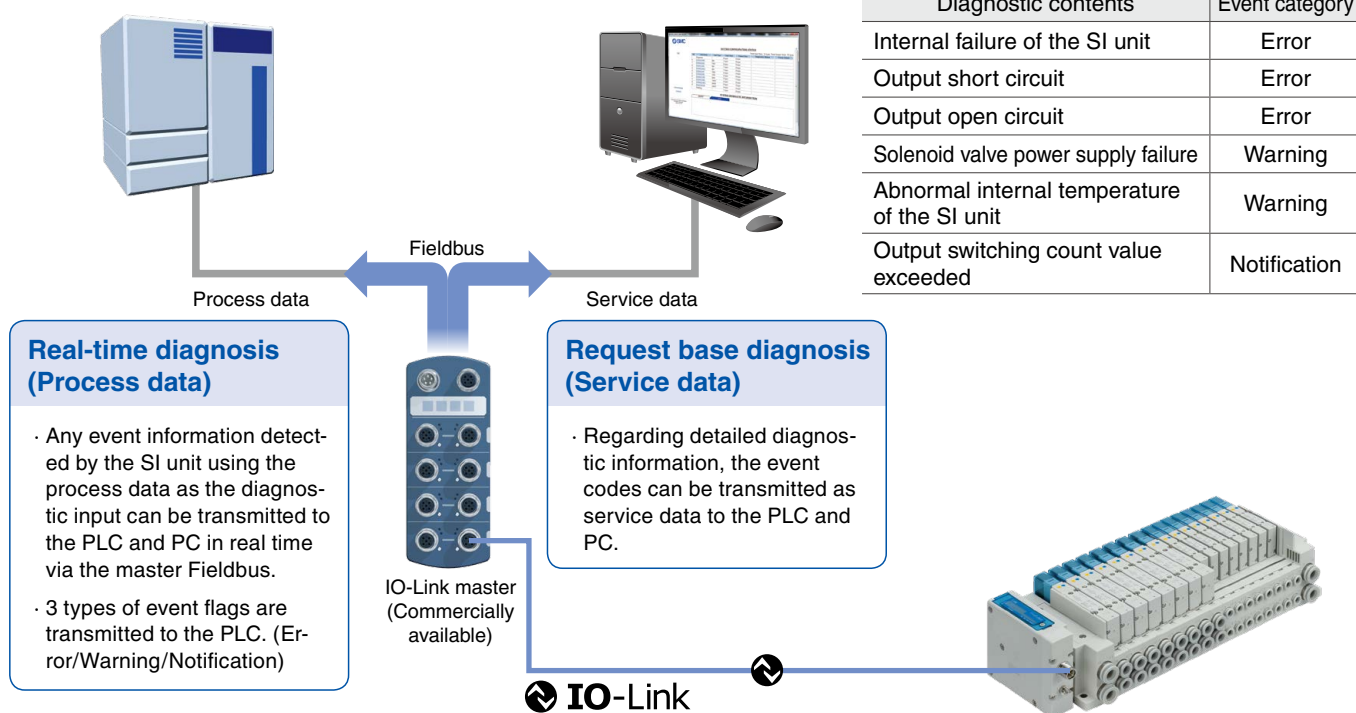 Diagnostic contents Event category
Internal failure of the SI unit Error
Output short circuit Error
Output open circuit Error
Solenoid valve power supply failure Warning
Abnormal internal temperature
of the SI unit Warning
Output switching count value
exceeded Notification
Fieldbus
Process data
Service data
Real-time diagnosis
(Process data)
· Any event information detect-
ed by the SI unit using the
process data as the diagnos-
tic input can be transmitted to
the PLC and PC in real time
via the master Fieldbus.
· 3 types of event flags are
transmitted to the PLC. (Er-
ror/Warning/Notification)
Request base diagnosis
(Service data)
· Regarding detailed diagnos-
tic information, the event
codes can be transmitted as
service data to the PLC and
PC.
IO-Link master
(Commercially
available)
IO-Link